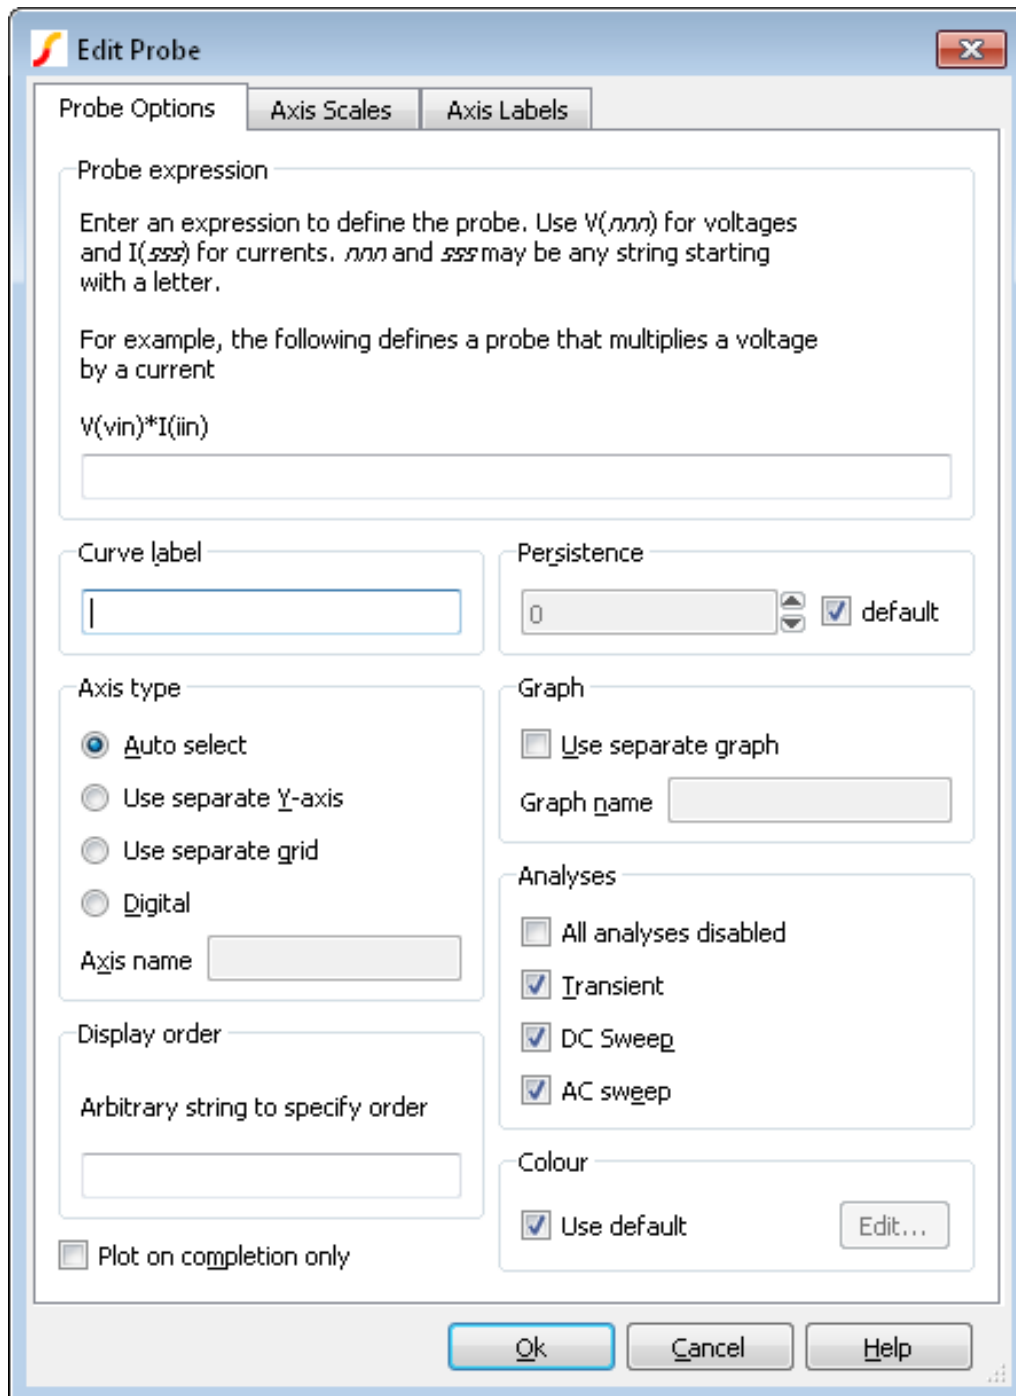 Edit Probe
Probe Options
Axis Scales
Axis Labels
Probe expression
Enter an expression to define the probe. Use V(nnn) for voltages
and I(sss) for currents. nnn and sss may be any string starting
with a letter.
For example, the following defines a probe that multiplies a voltage
by a current
V(vin)*I(iin)
Curve label
Persistence
0
default
Axis type
Auto select
Use separate Y-axis
Use separate grid
Digital
Axis name
Graph
Use separate graph
Graph name
Analyses
All analyses disabled
Transient
DC Sweep
AC sweep
Display order
Arbitrary string to specify order
Colour
Use default
Edit...
Plot on completion only
Ok
Cancel
Help